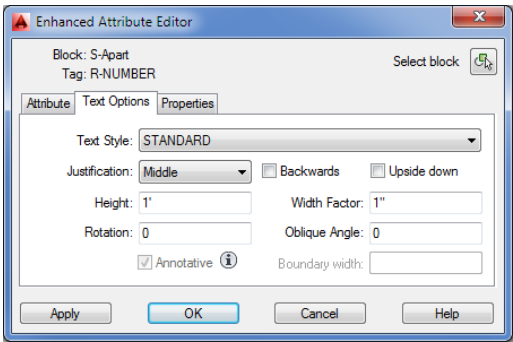 Enhanced Attribute Editor
Block: S-Apart
Tag: R-NUMBER
Select block
Attribute Text Options Properties
Text Style: STANDARD
Justification: Middle Backwards Upside down
Height: 1' Width Factor: 1"
Rotation: 0 Oblique Angle: 0
Annotative i Boundary width:
Apply OK Cancel Help